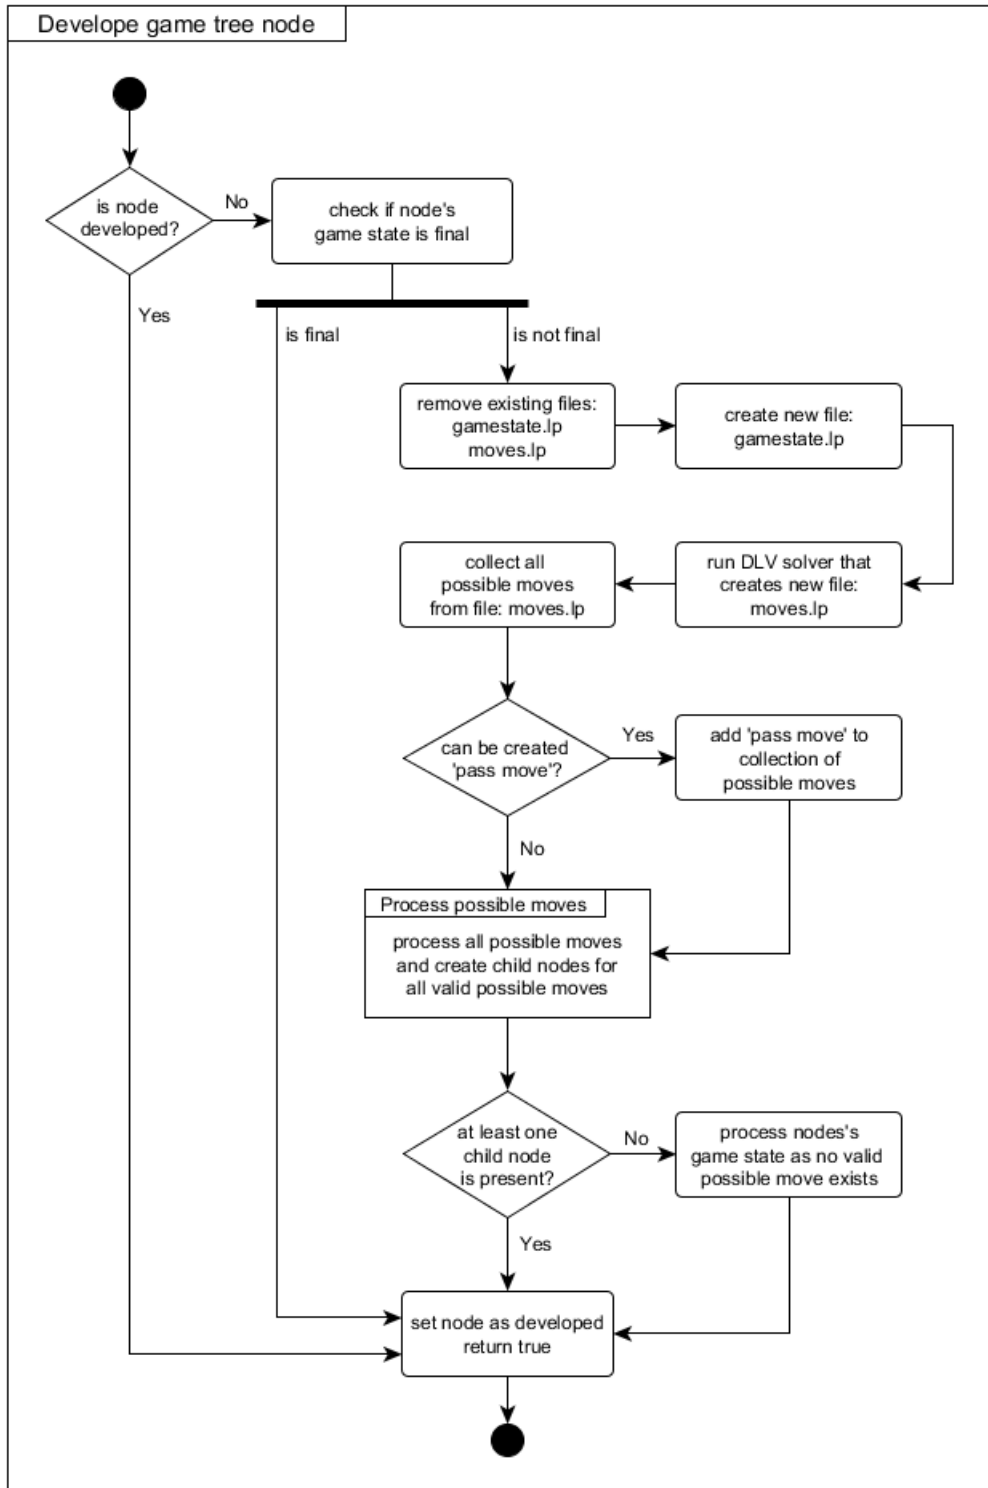 Develope game tree node
is node
developed?
No
check if node's
game state is final
Yes
is final
is not final
remove existing files:
gamestate.lp
moves.lp
create new file:
gamestate.lp
collect all
possible moves
from file: moves.lp
run DLV solver that
creates new file:
moves.lp
can be created
'pass move'?
Yes
add 'pass move' to
collection of
possible moves
No
Process possible moves
process all possible moves
and create child nodes for
all valid possible moves
at least one
child node
is present?
No
process nodes's
game state as no valid
possible move exists
Yes
set node as developed
return true